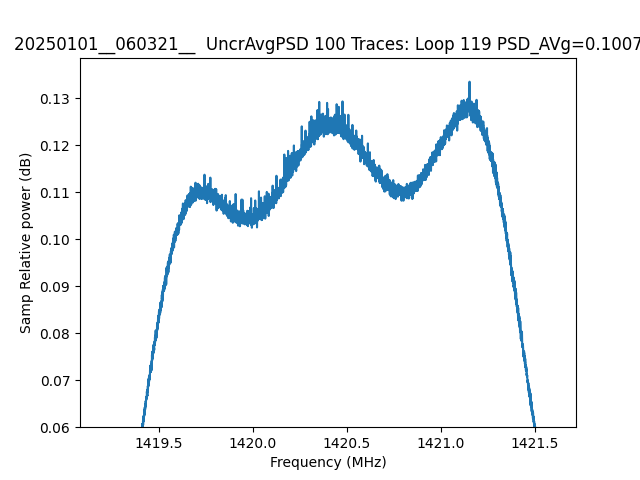 20250101__060321__  UncrAvgPSD 100 Traces: Loop 119 PSD_AVg=0.1007
Samp Relative power (dB)
0.13
0.12
0.11
0.10
0.09
0.08
0.07
0.06
1419.5 1420.0 1420.5 1421.0 1421.5
Frequency (MHz)